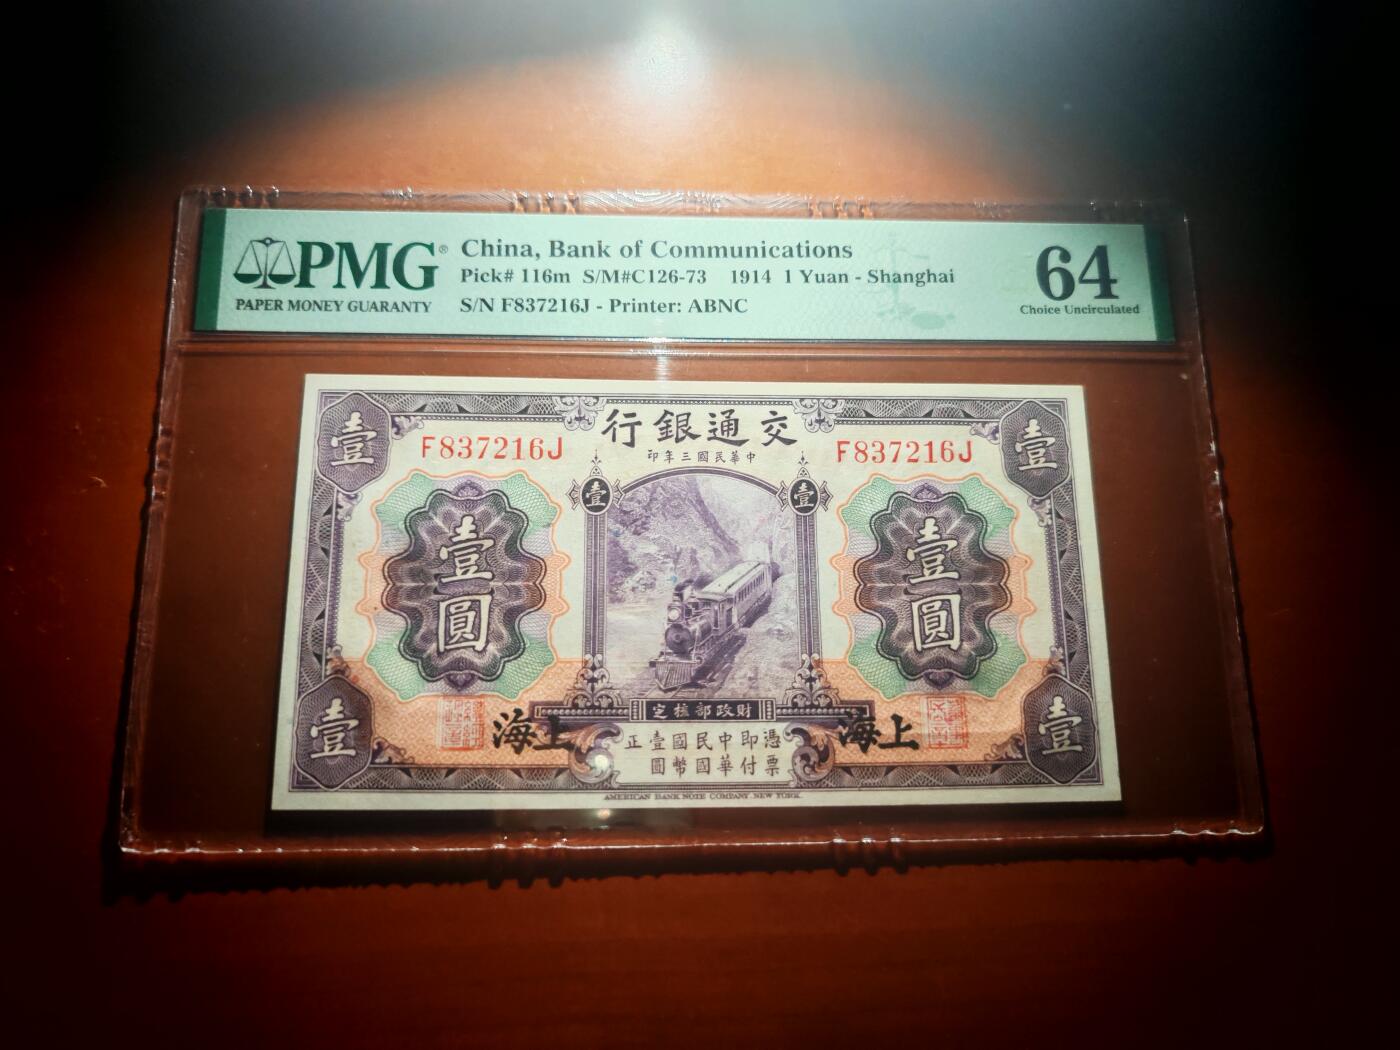 PMG®
PAPER MONEY GUARANTY
China, Bank of Communications
Pick# 116m S/M#C126-73 1914 1 Yuan - Shanghai
S/N F837216J - Printer: ABNC
64
Choice Uncirculated
行銀通交
印年三國民華中
F837216J
F837216J
壹
壹
壹
壹
壹圓
壹圓
定核部政財
海上
海上
正壹國民中即憑
圓幣國華付票
壹
壹
AMERICAN BANK NOTE COMPANY, NEW YORK.